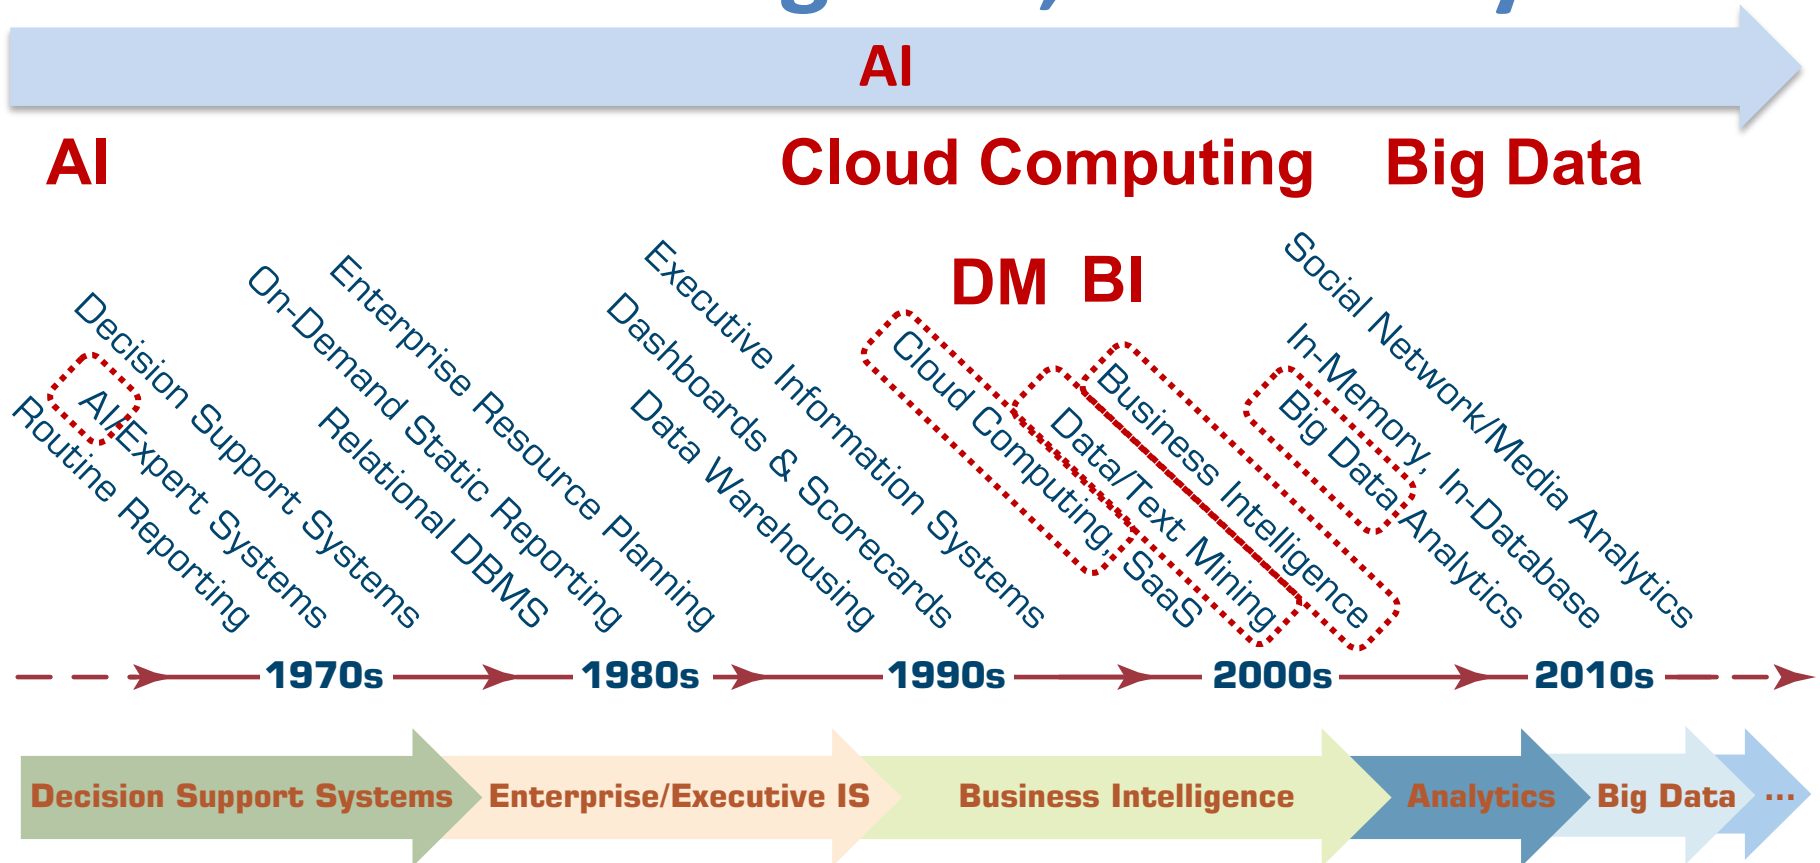 AI
AI
Cloud Computing
Big Data
DM
BI
Routine Reporting
AI/Expert Systems
Decision Support Systems
Relational DBMS
On-Demand Static Reporting
Enterprise Resource Planning
Data Warehousing
Dashboards & Scorecards
Executive Information Systems
Cloud Computing, SaaS
Data/Text Mining
Business Intelligence
Big Data Analytics
In-Memory, In-Database
Social Network/Media Analytics
1970s
1980s
1990s
2000s
2010s
Decision Support Systems
Enterprise/Executive IS
Business Intelligence
Analytics
Big Data
...